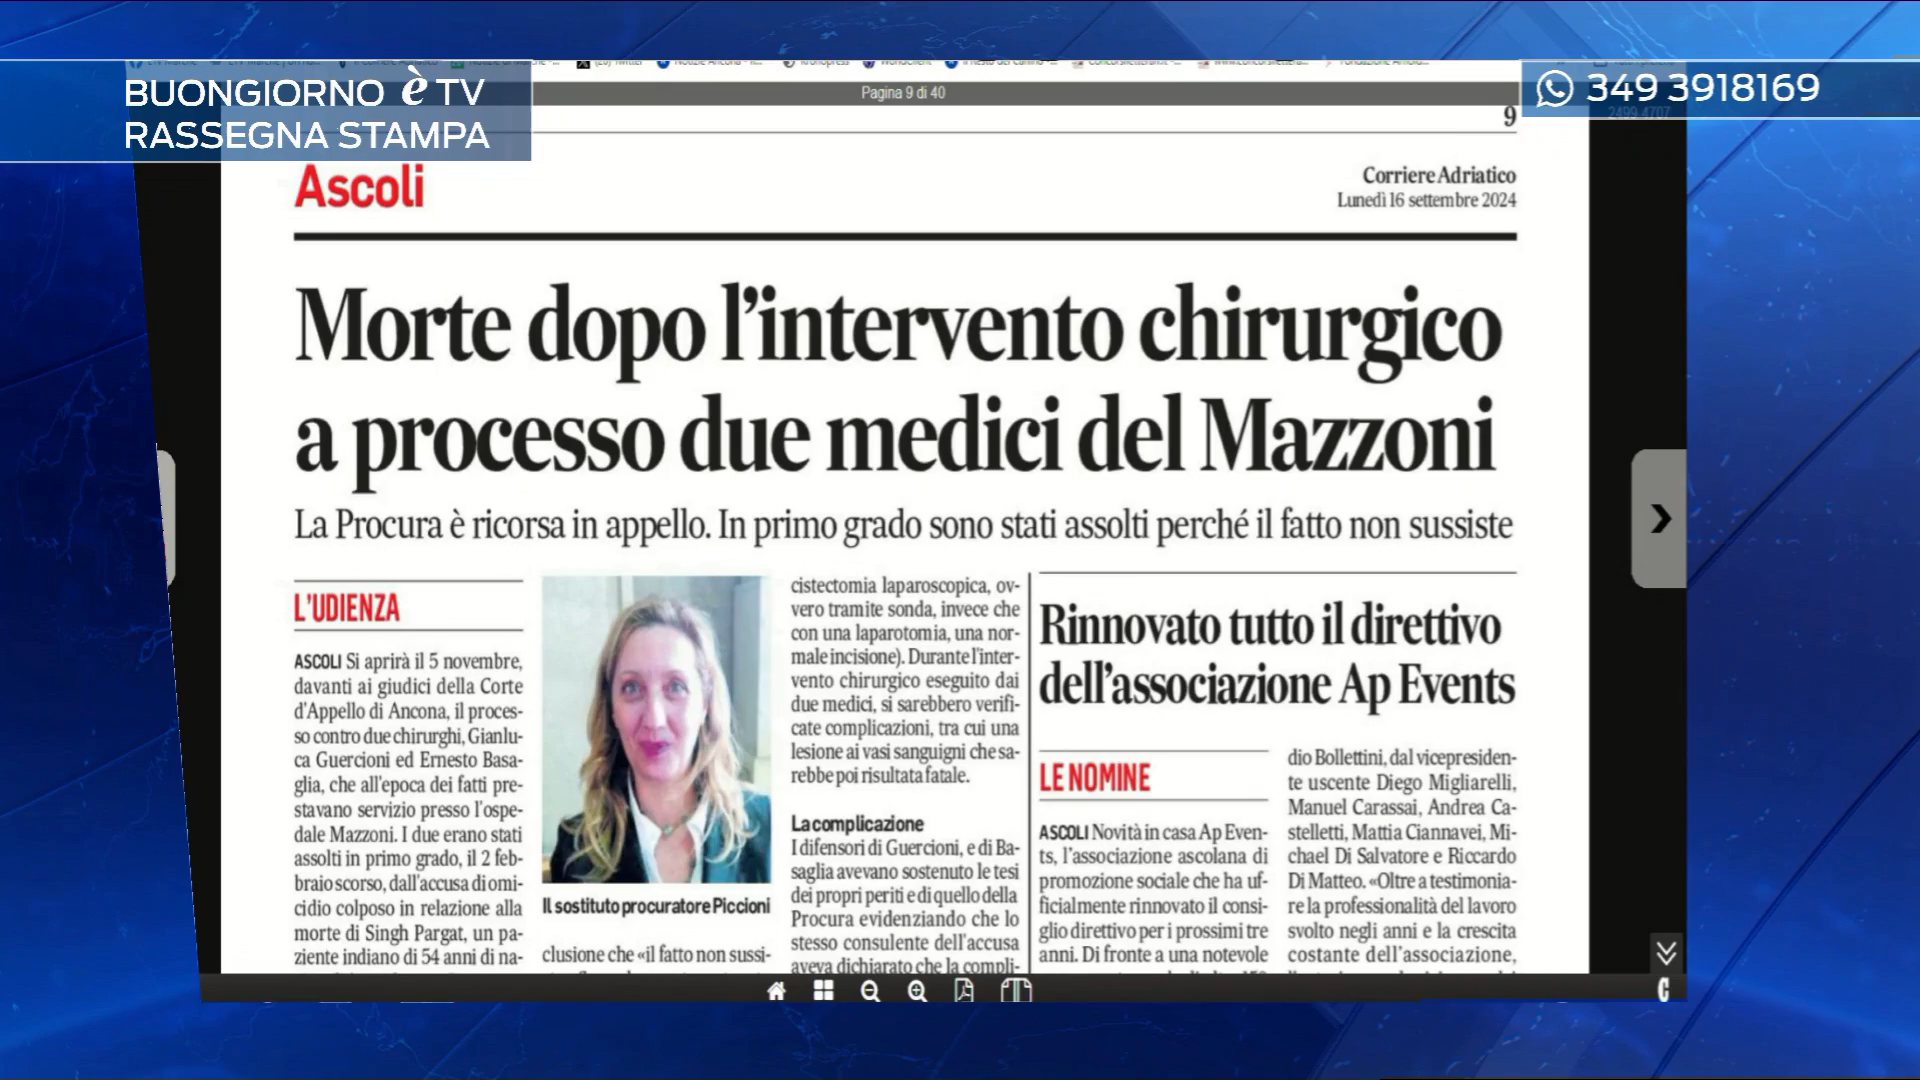 BUONGIORNO è TV
RASSEGNA STAMPA
349 3918169
Pagina 9 di 40
9
Ascoli
Corriere Adriatico
Lunedì 16 settembre 2024
Morte dopo l’’intervento chirurgico
a processo due medici del Mazzoni
La Procura è ricorsa in appello. In primo grado sono stati assolti perché il fatto non sussiste
L'UDIENZA
ASCOLI Si aprirà il 5 novembre,
davanti ai giudici della Corte
d'Appello di Ancona, il proces-
so contro due chirurghi, Gianlu-
ca Guercioni ed Ernesto Basa-
glia, che all'epoca dei fatti pre-
stavano servizio presso l'ospe-
dale Mazzoni. I due erano stati
assolti in primo grado, il 2 feb-
braio scorso, dall'accusa di omi-
cidio colposo in relazione alla
morte di Singh Pargat, un pa-
ziente indiano di 54 anni di na-
Il sostituto procuratore Piccioni
clusione che «il fatto non sussi-
cistectomia laparoscopica, ov-
vero tramite sonda, invece che
con una laparotomia, una nor-
male incisione). Durante l'inter-
vento chirurgico eseguito dai
due medici, si sarebbero verifi-
cate complicazioni, tra cui una
lesione ai vasi sanguigni che sa-
rebbe poi risultata fatale.
La complicazione
I difensori di Guercioni, e di Ba-
saglia avevano sostenuto le tesi
dei propri periti e di quello della
Procura evidenziando che lo
stesso consulente dell'accusa
aveva dichiarato che la compli-
Rinnovato tutto il direttivo
dell'associazione Ap Events
LE NOMINE
ASCOLI Novità in casa Ap Even-
ts, l'associazione ascolana di
promozione sociale che ha uf-
ficialmente rinnovato il consi-
glio direttivo per i prossimi tre
anni. Di fronte a una notevole
dio Bollettini, dal vicepresiden-
te uscente Diego Migliarelli,
Manuel Carassai, Andrea Ca-
stelletti, Mattia Ciannavei, Mi-
chael Di Salvatore e Riccardo
Di Matteo. «Oltre a testimonia-
re la professionalità del lavoro
svolto negli anni e la crescita
costante dell'associazione,